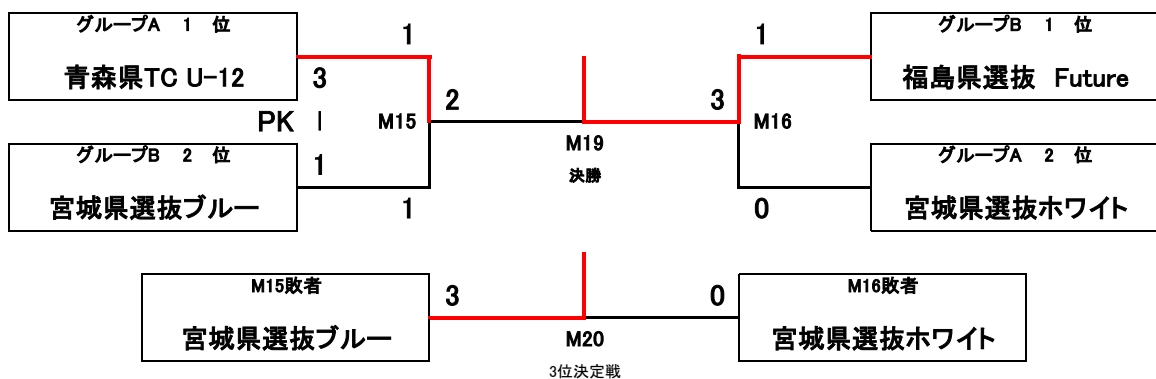 グループA 1 位
青森県TC U-12
1
3
PK |
1
グループB 2 位
宮城県選抜ブルー
M15
1
2
M19
決勝
3
1
グループB 1 位
福島県選抜 Future
M16
0
グループA 2 位
宮城県選抜ホワイト
M15敗者
宮城県選抜ブルー
3
M20
3位決定戦
0
M16敗者
宮城県選抜ホワイト